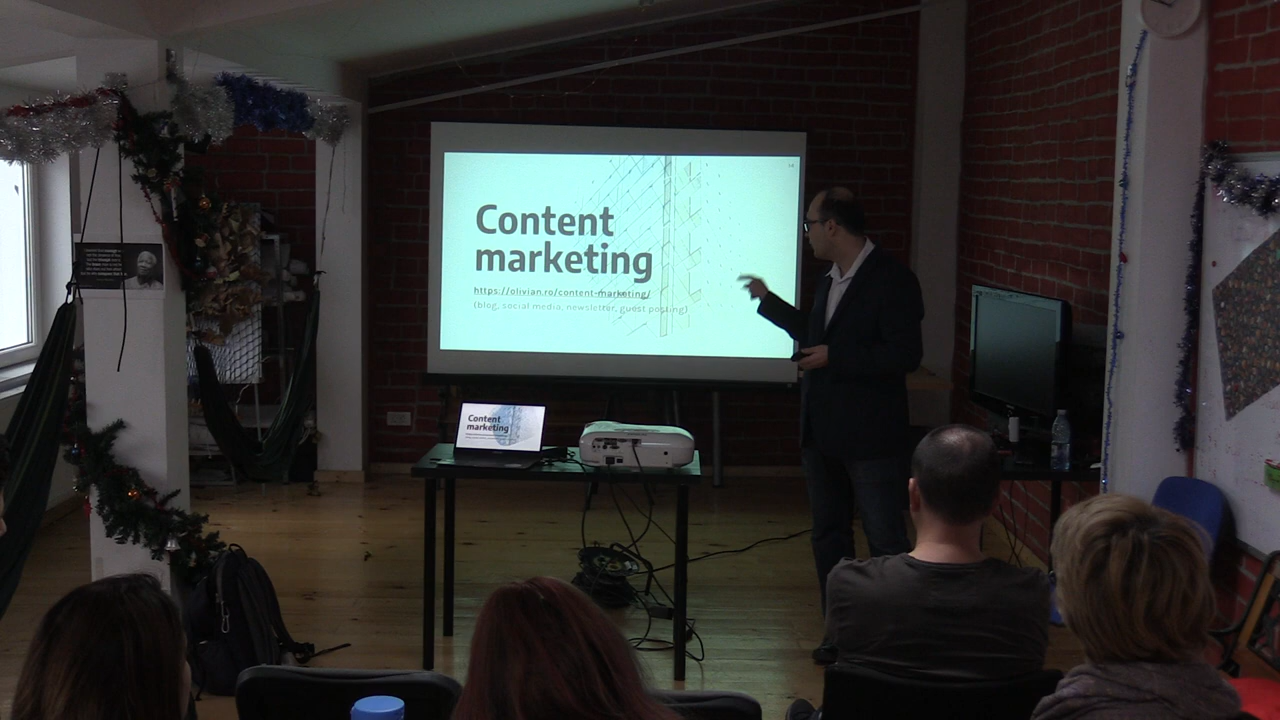 Content
marketing
https://olivian.ro/content-marketing/
(blog, social media, newsletter, guest posting)
Content
marketing